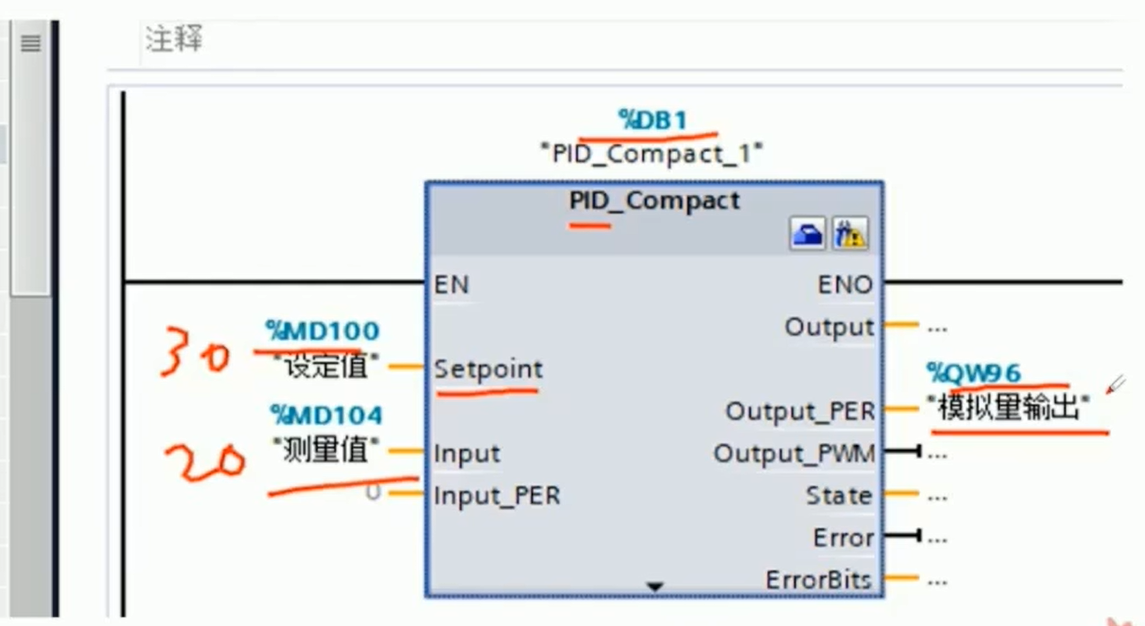 注释
%DB1
"PID_Compact_1"
PID_Compact
EN
ENO
Output
...
30
%MD100
"设定值"
Setpoint
%QW96
Output_PER
"模拟量输出"
%MD104
20
"测量值"
Input
Output_PWM
...
0
Input_PER
State
...
Error
...
ErrorBits
...